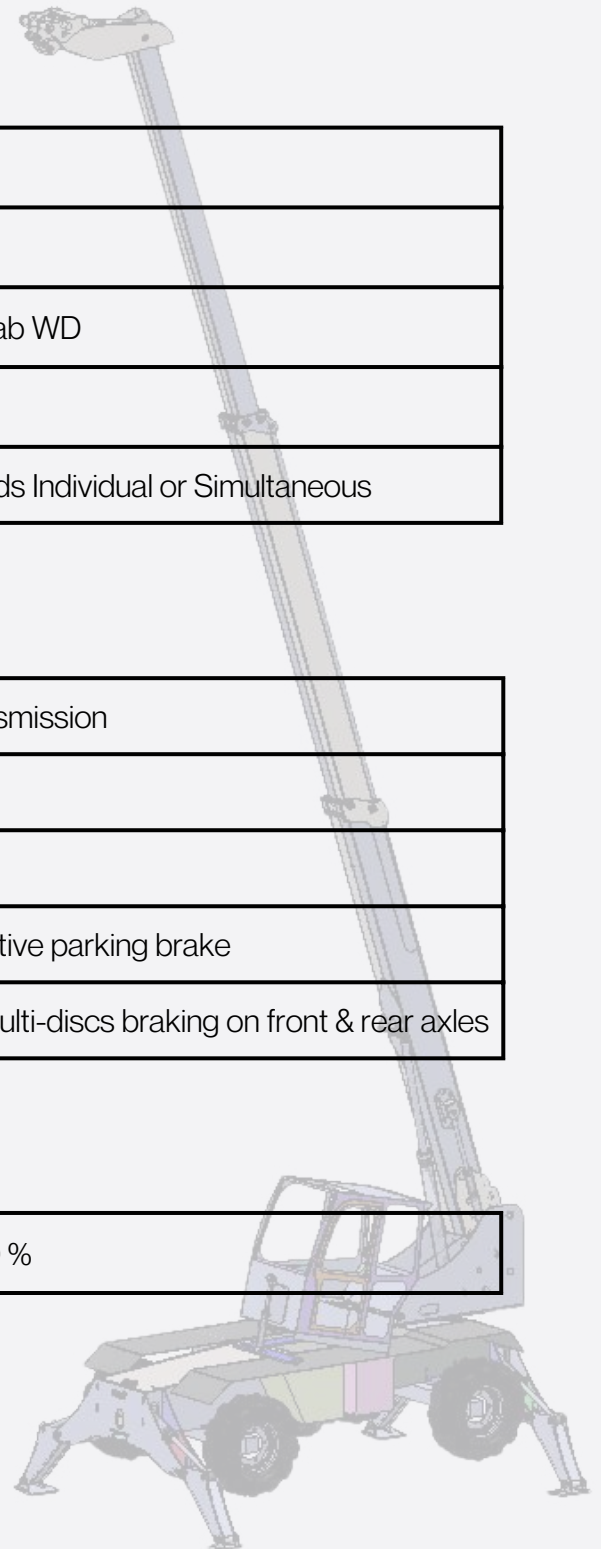 ab WD
ds Individual or Simultaneous
smission
tive parking brake
ulti-discs braking on front & rear axles
%